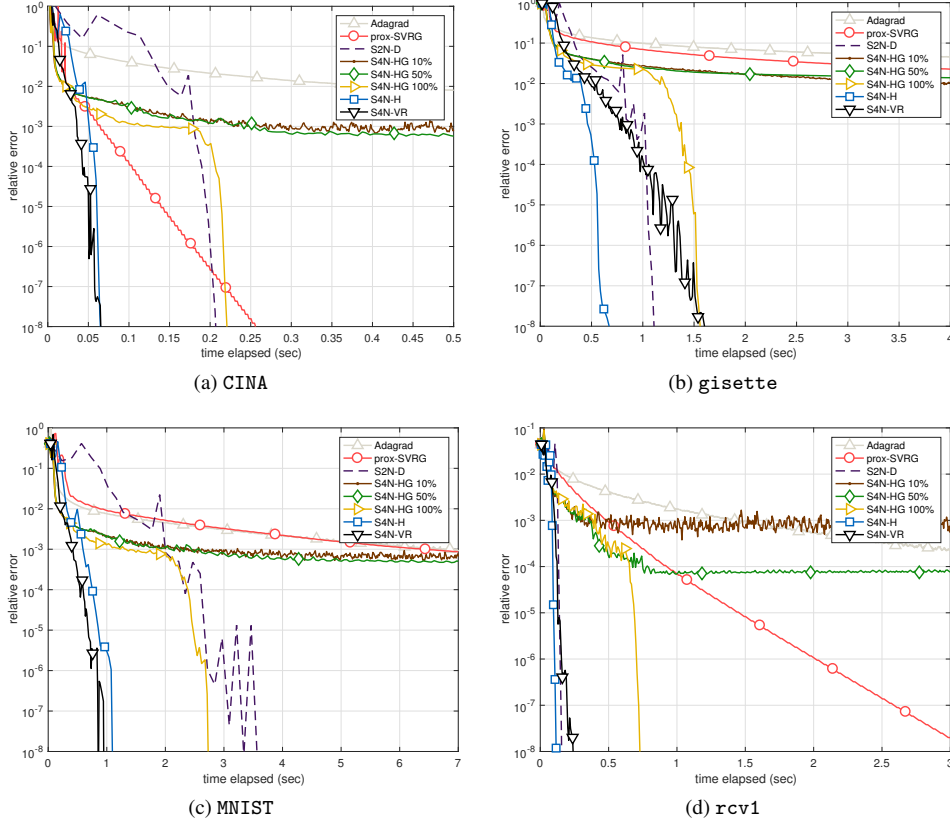 10^0
10^-1
10^-2
10^-3
10^-4
10^-5
10^-6
10^-7
10^-8
relative error
Adagrad
prox-SVRG
S2N-D
S4N-HG 10%
S4N-HG 50%
S4N-HG 100%
S4N-H
S4N-VR
0 0.05 0.1 0.15 0.2 0.25 0.3 0.35 0.4 0.45 0.5
time elapsed (sec)
(a) CINA
10^0
10^-1
10^-2
10^-3
10^-4
10^-5
10^-6
10^-7
10^-8
relative error
Adagrad
prox-SVRG
S2N-D
S4N-HG 10%
S4N-HG 50%
S4N-HG 100%
S4N-H
S4N-VR
0 0.5 1 1.5 2 2.5 3 3.5 4
time elapsed (sec)
(b) gisette
10^0
10^-1
10^-2
10^-3
10^-4
10^-5
10^-6
10^-7
10^-8
relative error
Adagrad
prox-SVRG
S2N-D
S4N-HG 10%
S4N-HG 50%
S4N-HG 100%
S4N-H
S4N-VR
0 1 2 3 4 5 6 7
time elapsed (sec)
(c) MNIST
10^-1
10^-2
10^-3
10^-4
10^-5
10^-6
10^-7
10^-8
relative error
Adagrad
prox-SVRG
S2N-D
S4N-HG 10%
S4N-HG 50%
S4N-HG 100%
S4N-H
S4N-VR
0 0.5 1 1.5 2 2.5 3
time elapsed (sec)
(d) rcv1